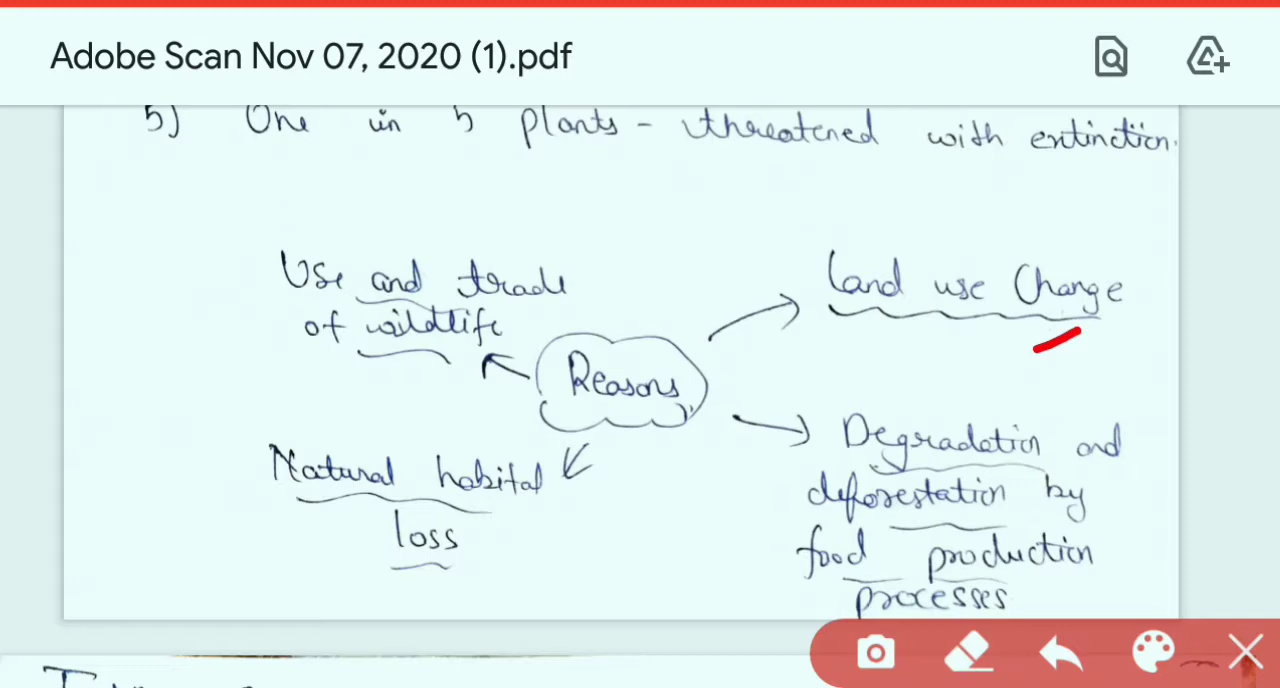 Adobe Scan Nov 07, 2020 (1).pdf
5) One in 5 plants - threatened with extinction.
Use and trade
of wildlife
Land use Change
Reasons
Natural habital
loss
Degradation and
deforestation by
food production
processes